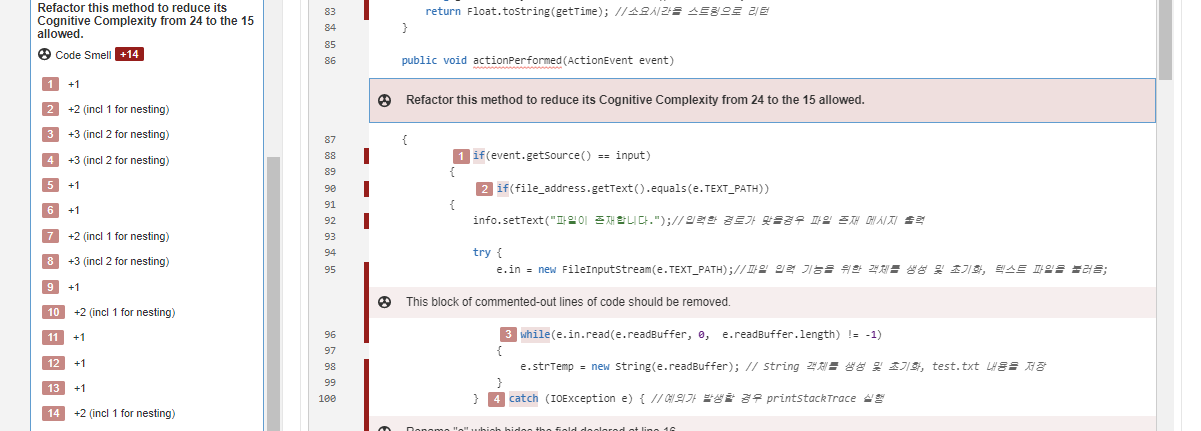 Refactor this method to reduce its
Cognitive Complexity from 24 to the 15
allowed.
Code Smell +14
1 +1
2 +2 (incl 1 for nesting)
3 +3 (incl 2 for nesting)
4 +3 (incl 2 for nesting)
5 +1
6 +1
7 +2 (incl 1 for nesting)
8 +3 (incl 2 for nesting)
9 +1
10 +2 (incl 1 for nesting)
11 +1
12 +1
13 +1
14 +2 (incl 1 for nesting)
83 return Float.toString(getTime); //소요시간을 스트링으로 리턴
84 }
85
86 public void actionPerformed(ActionEvent event)
Refactor this method to reduce its Cognitive Complexity from 24 to the 15 allowed.
87 {
88 1 if(event.getSource() == input)
89 {
90 2 if(file_address.getText().equals(e.TEXT_PATH))
91 {
92 info.setText("파일이 존재합니다.");//입력한 경로가 맞을경우 파일 존재 메시지 출력
93
94 try {
95 e.in = new FileInputStream(e.TEXT_PATH);//파일 입력 기능을 위한 객체를 생성 및 초기화, 텍스트 파일을 불러옴;
This block of commented-out lines of code should be removed.
96 3 while(e.in.read(e.readBuffer, 0, e.readBuffer.length) != -1)
97 {
98 e.strTemp = new String(e.readBuffer); // String 객체를 생성 및 초기화, test.txt 내용을 저장
99 }
100 } 4 catch (IOException e) { //예외가 발생할 경우 printStackTrace 실행
Rename "e" which hides the field declared at line 16.